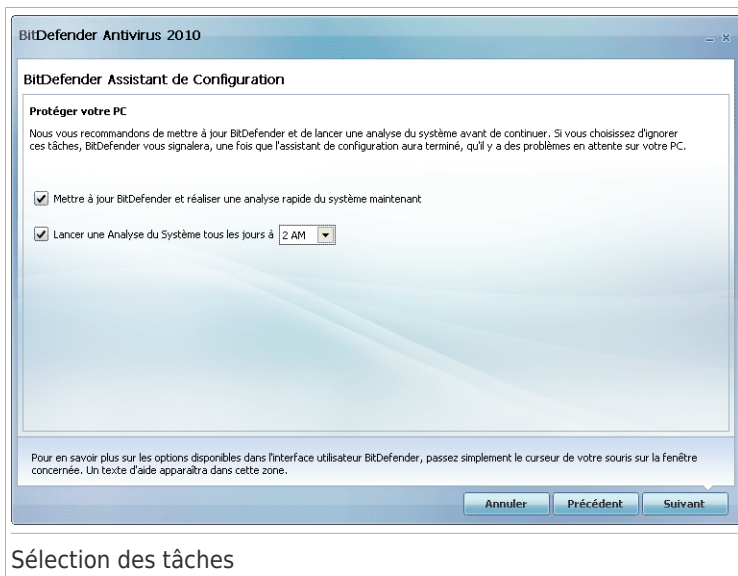 BitDefender Antivirus 2010
BitDefender Assistant de Configuration
Protéger votre PC
Nous vous recommandons de mettre à jour BitDefender et de lancer une analyse du système avant de continuer. Si vous choisissez d'ignorer
ces tâches, BitDefender vous signalera, une fois que l'assistant de configuration aura terminé, qu'il y a des problèmes en attente sur votre PC.
Mettre à jour BitDefender et réaliser une analyse rapide du système maintenant
Lancer une Analyse du Système tous les jours à 2 AM
Pour en savoir plus sur les options disponibles dans l'interface utilisateur BitDefender, passez simplement le curseur de votre souris sur la fenêtre
concernée. Un texte d'aide apparaîtra dans cette zone.
Annuler Précédent Suivant
Sélection des tâches